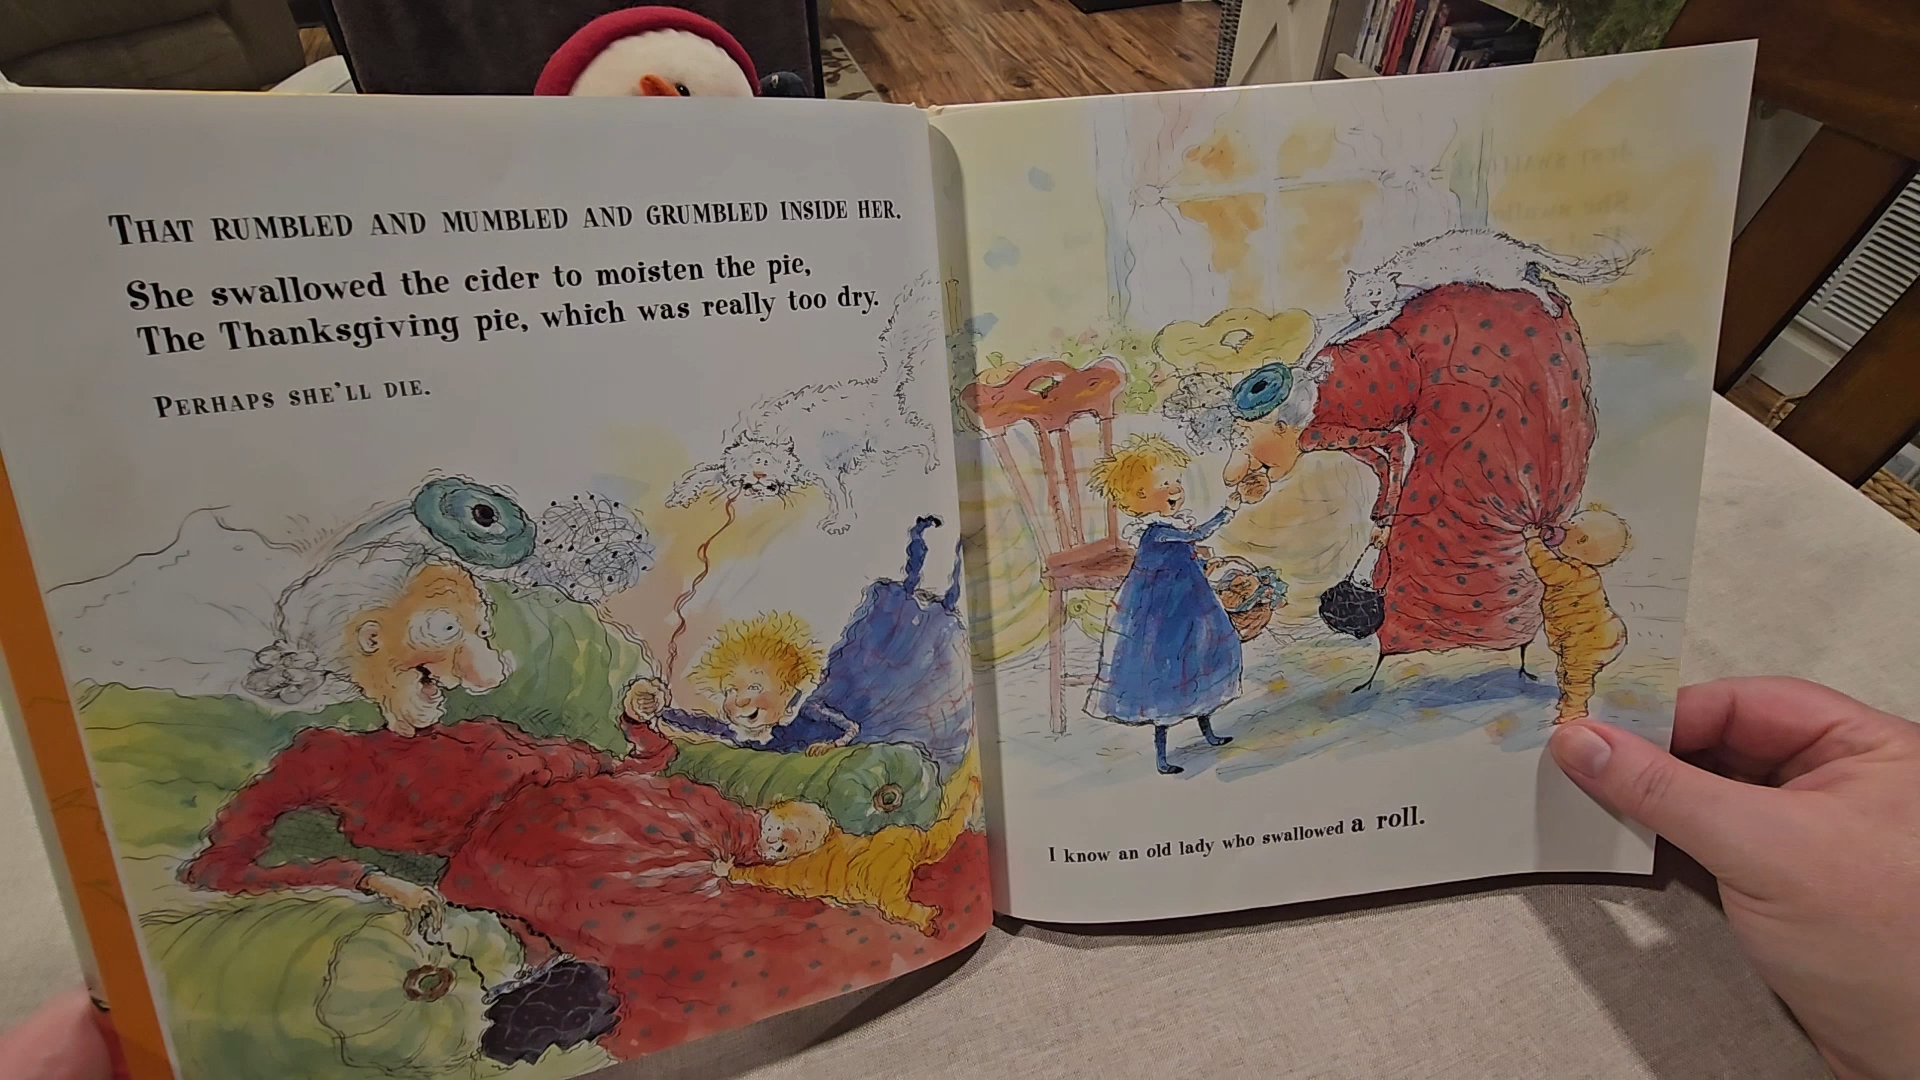 THAT RUMBLED AND MUMBLED AND GRUMBLED INSIDE HER.
She swallowed the cider to moisten the pie,
The Thanksgiving pie, which was really too dry.
PERHAPS SHE'LL DIE.
I know an old lady who swallowed a roll.